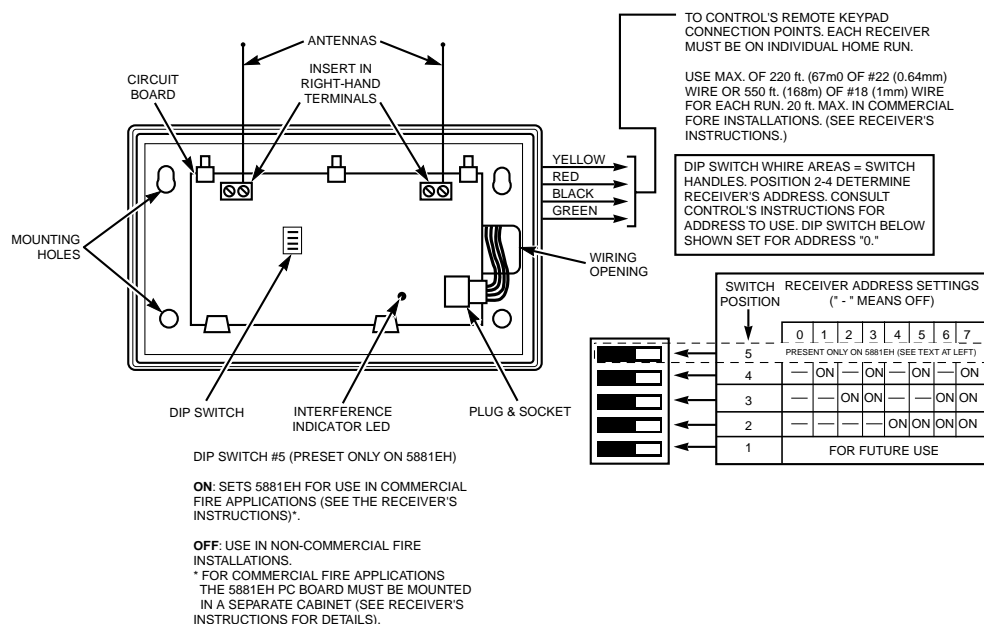 ANTENNAS
CIRCUIT
BOARD
INSERT IN
RIGHT-HAND
TERMINALS
MOUNTING
HOLES
YELLOW
RED
BLACK
GREEN
WIRING
OPENING
DIP SWITCH
INTERFERENCE
INDICATOR LED
PLUG & SOCKET
TO CONTROL'S REMOTE KEYPAD
CONNECTION POINTS. EACH RECEIVER
MUST BE ON INDIVIDUAL HOME RUN.
USE MAX. OF 220 ft. (67m0 OF #22 (0.64mm)
WIRE OR 550 ft. (168m) OF #18 (1mm) WIRE
FOR EACH RUN. 20 ft. MAX. IN COMMERCIAL
FORE INSTALLATIONS. (SEE RECEIVER'S
INSTRUCTIONS.)
DIP SWITCH WHIRE AREAS = SWITCH
HANDLES. POSITION 2-4 DETERMINE
RECEIVER'S ADDRESS. CONSULT
CONTROL'S INSTRUCTIONS FOR
ADDRESS TO USE. DIP SWITCH BELOW
SHOWN SET FOR ADDRESS "0."
SWITCH
POSITION
RECEIVER ADDRESS SETTINGS
(" - " MEANS OFF)
0 1 2 3 4 5 6 7
5 PRESENT ONLY ON 5881EH (SEE TEXT AT LEFT)
4 — ON — ON — ON — ON
3 — — ON ON — — ON ON
2 — — — — ON ON ON ON
1 FOR FUTURE USE
DIP SWITCH #5 (PRESET ONLY ON 5881EH)
ON: SETS 5881EH FOR USE IN COMMERCIAL
FIRE APPLICATIONS (SEE THE RECEIVER'S
INSTRUCTIONS)*.
OFF: USE IN NON-COMMERCIAL FIRE
INSTALLATIONS.
* FOR COMMERCIAL FIRE APPLICATIONS
THE 5881EH PC BOARD MUST BE MOUNTED
IN A SEPARATE CABINET (SEE RECEIVER'S
INSTRUCTIONS FOR DETAILS).